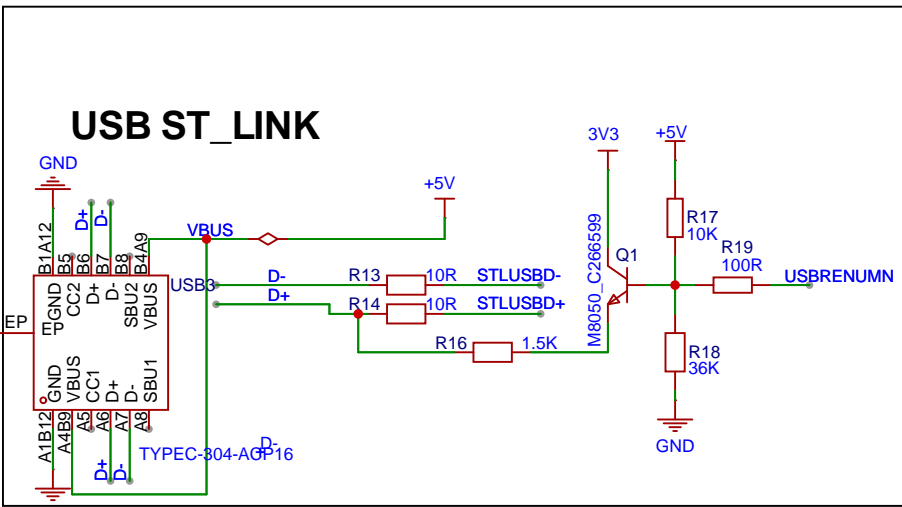 USB ST_LINK
GND
3V3
+5V
+5V
D+
D-
VBUS
B1A12
B5
B6
B7
B8
B4A9
M8050_C266599
Q1
R17
10K
R19
100R
USBRENUMN
GND
CC2
D+
D-
SBU2
VBUS
USB3
D-
R13
10R
STLUSBD-
D+
R14
10R
STLUSBD+
EP
EP
R16
1.5K
R18
36K
GND
VBUS
CC1
D+
D-
SBU1
A1B12
A4B9
A5
A6
A7
A8
GND
D-
TYPEC-304-ACP16
D+
D-